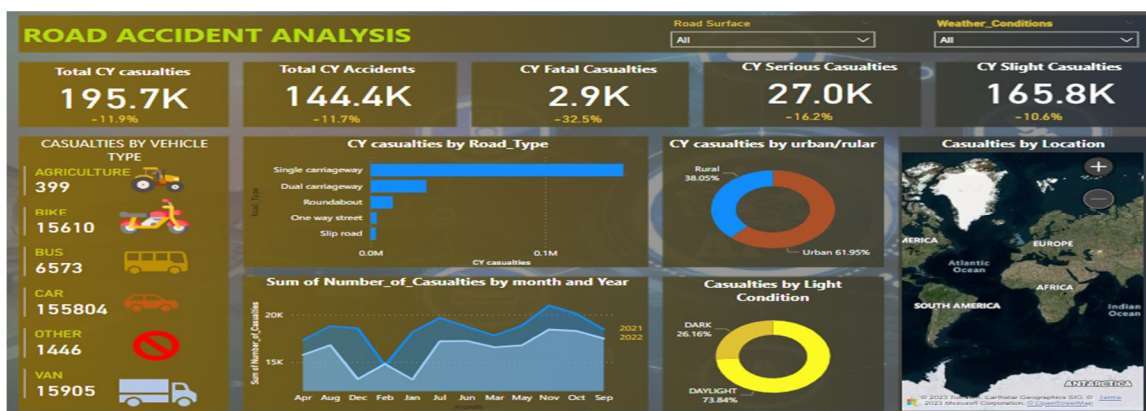 ROAD ACCIDENT ANALYSIS
Road Surface
All
Weather_Conditions
All
Total CY casualties
195.7K
-11.9%
Total CY Accidents
144.4K
-11.7%
CY Fatal Casualties
2.9K
-32.5%
CY Serious Casualties
27.0K
-16.2%
CY Slight Casualties
165.8K
-10.6%
CASUALTIES BY VEHICLE
TYPE
AGRICULTURE
399
BIKE
15610
BUS
6573
CAR
155804
OTHER
1446
VAN
15905
CY casualties by Road_Type
Road_Type
Single carriageway
Dual carriageway
Roundabout
One way street
Slip road
0.0M
0.1M
CY casualties
CY casualties by urban/rular
Rural
38.05%
Urban 61.95%
Sum of Number_of_Casualties by month and Year
Sum of Number_of_Casualties
20K
15K
2021
2022
Apr Aug Dec Feb Jan Jul Jun Mar May Nov Oct Sep
Casualties by Light
Condition
DARK
26.16%
DAYLIGHT
73.84%
Casualties by Location
+
MERICA
EUROPE
Atlantic
Ocean
AFRICA
SOUTH AMERICA
Indian
Ocean
ANTARCTICA
Earthstar Geographics SIO, ©
Terms
© 2023 Microsoft Corporation, © OpenStreetMap